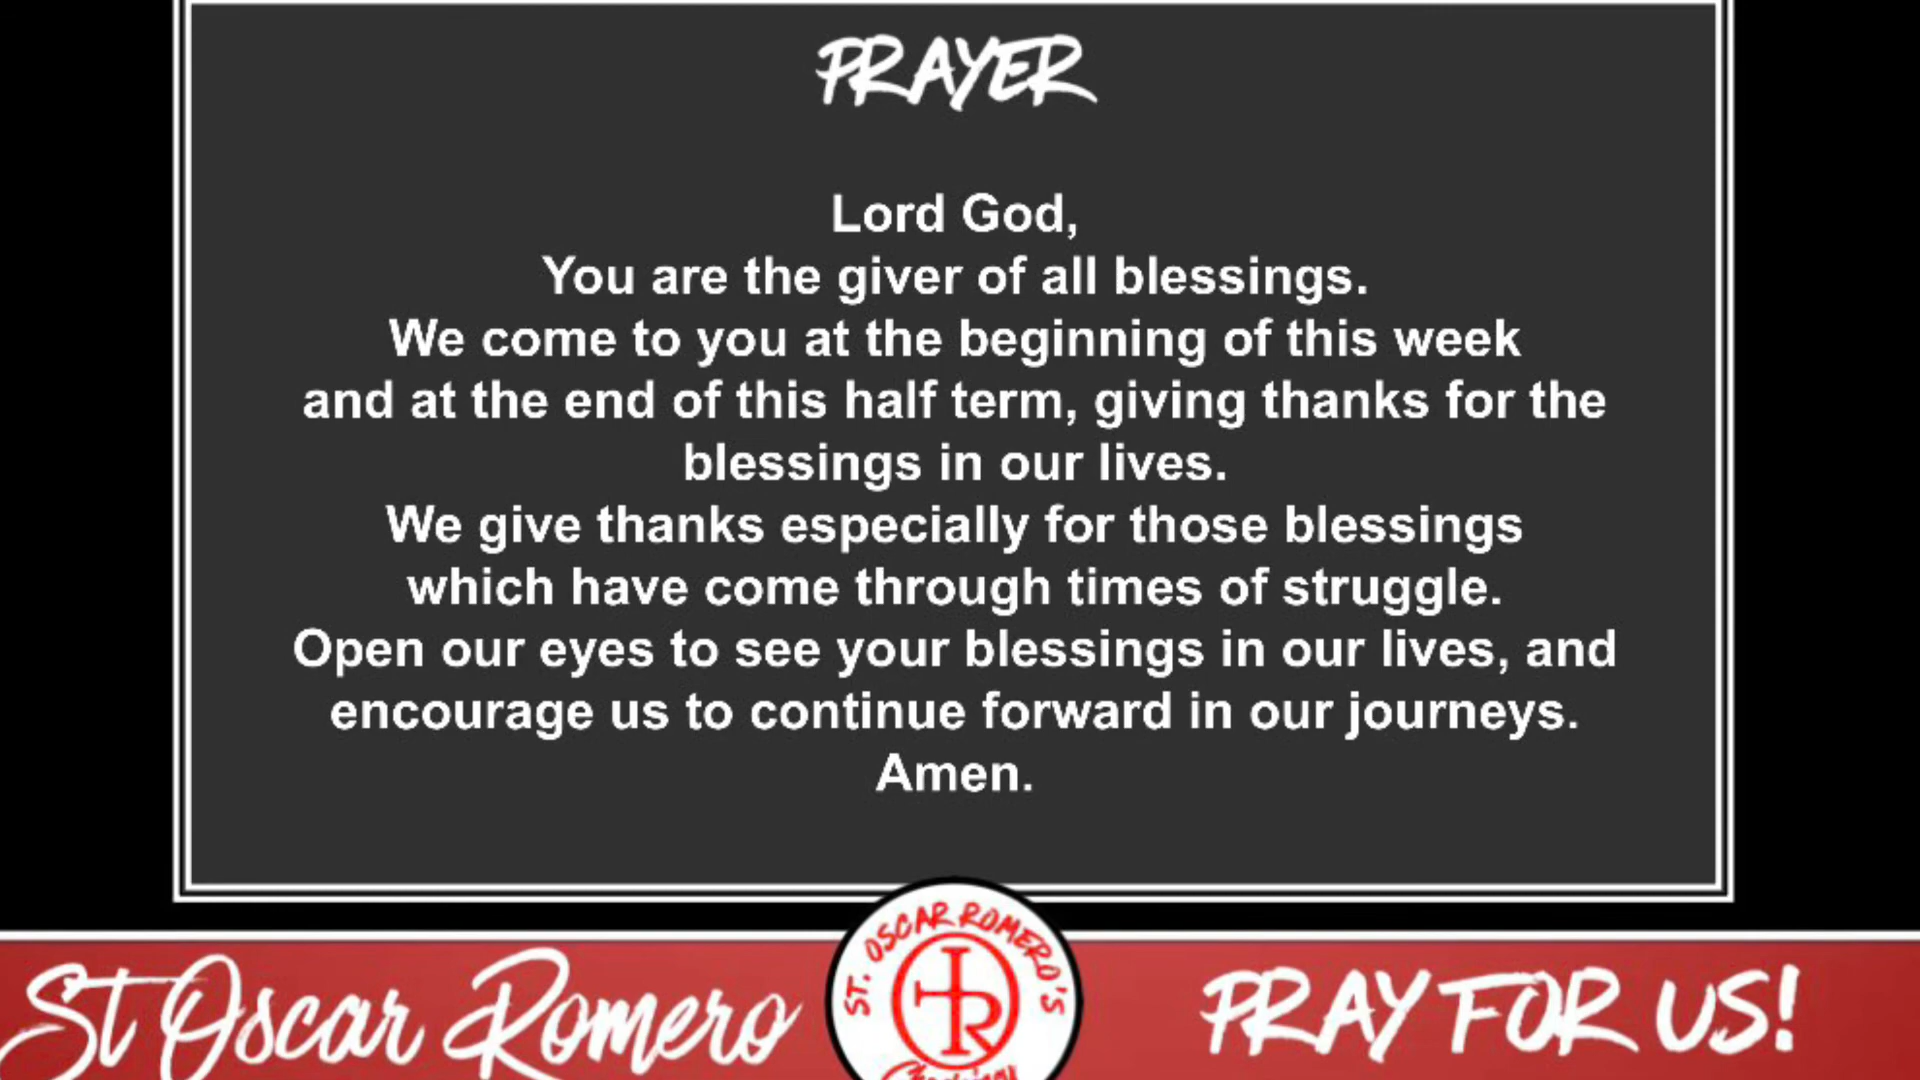 PRAYER
Lord God,
You are the giver of all blessings.
We come to you at the beginning of this week
and at the end of this half term, giving thanks for the
blessings in our lives.
We give thanks especially for those blessings
which have come through times of struggle.
Open our eyes to see your blessings in our lives, and
encourage us to continue forward in our journeys.
Amen.
ST. OSCAR ROMERO'S
St Oscar Romero
PRAY FOR US!